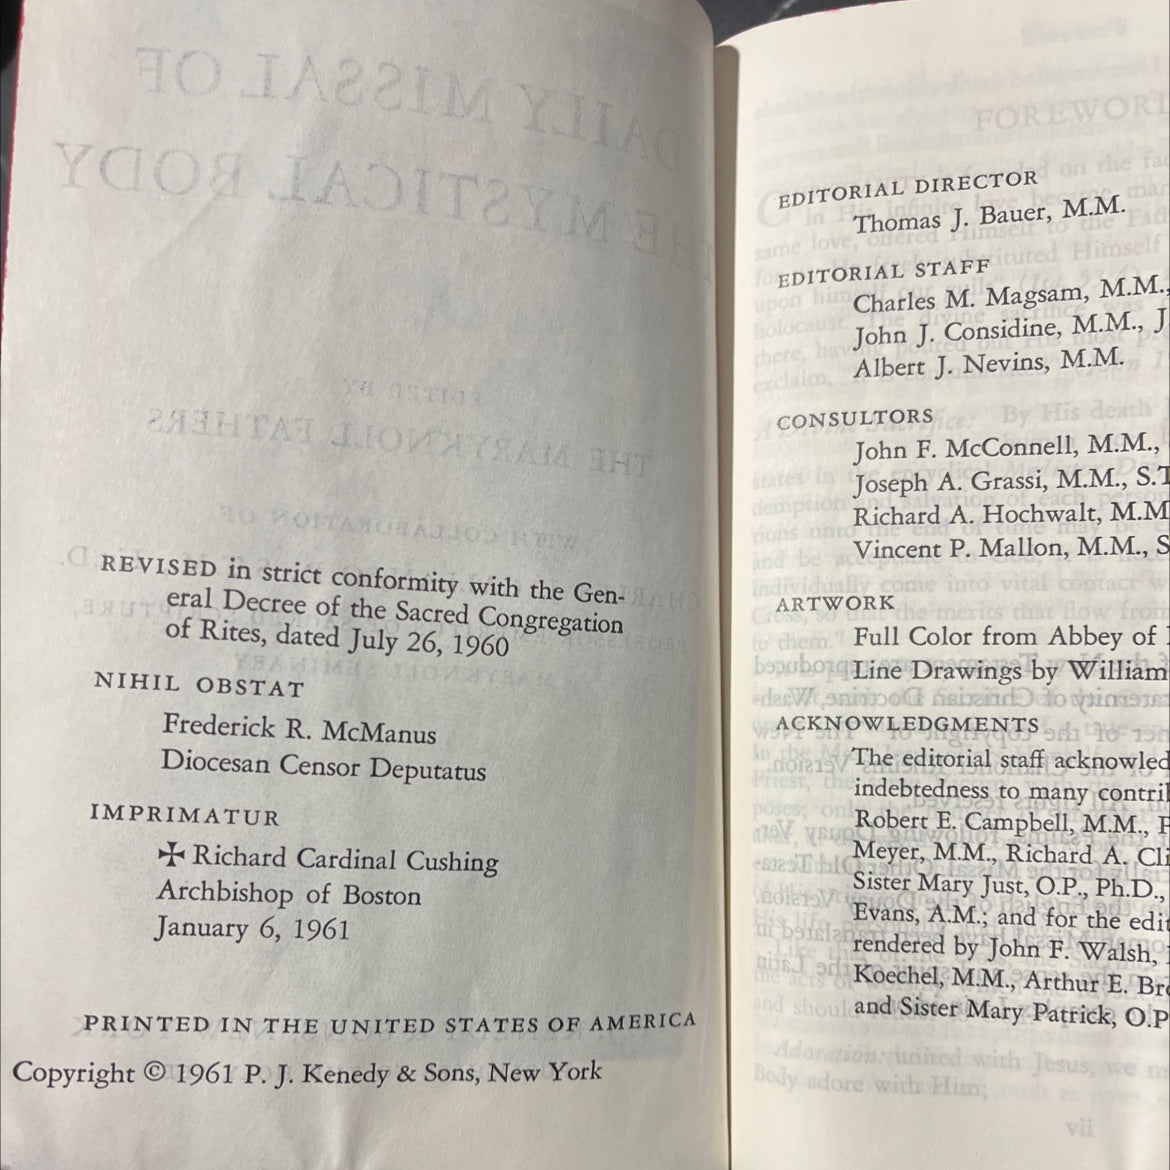 REVISED in strict conformity with the Gen-
eral Decree of the Sacred Congregation
of Rites, dated July 26, 1960
NIHIL OBSTAT
Frederick R. McManus
Diocesan Censor Deputatus
IMPRIMATUR
✠ Richard Cardinal Cushing
Archbishop of Boston
January 6, 1961
PRINTED IN THE UNITED STATES OF AMERICA
Copyright © 1961 P. J. Kenedy & Sons, New York
EDITORIAL DIRECTOR
Thomas J. Bauer, M.M.
EDITORIAL STAFF
Charles M. Magsam, M.M.,
John J. Considine, M.M., J
Albert J. Nevins, M.M.
CONSULTORS
John F. McConnell, M.M.,
Joseph A. Grassi, M.M., S.T
Richard A. Hochwalt, M.M
Vincent P. Mallon, M.M., S
ARTWORK
Full Color from Abbey of
Line Drawings by William
ACKNOWLEDGMENTS
The editorial staff acknowled
indebtedness to many contri
Robert E. Campbell, M.M., F
Meyer, M.M., Richard A. Cli
Sister Mary Just, O.P., Ph.D.,
Evans, A.M.; and for the edit
rendered by John F. Walsh,
Koechel, M.M., Arthur E. Bro
and Sister Mary Patrick, O.P
vii